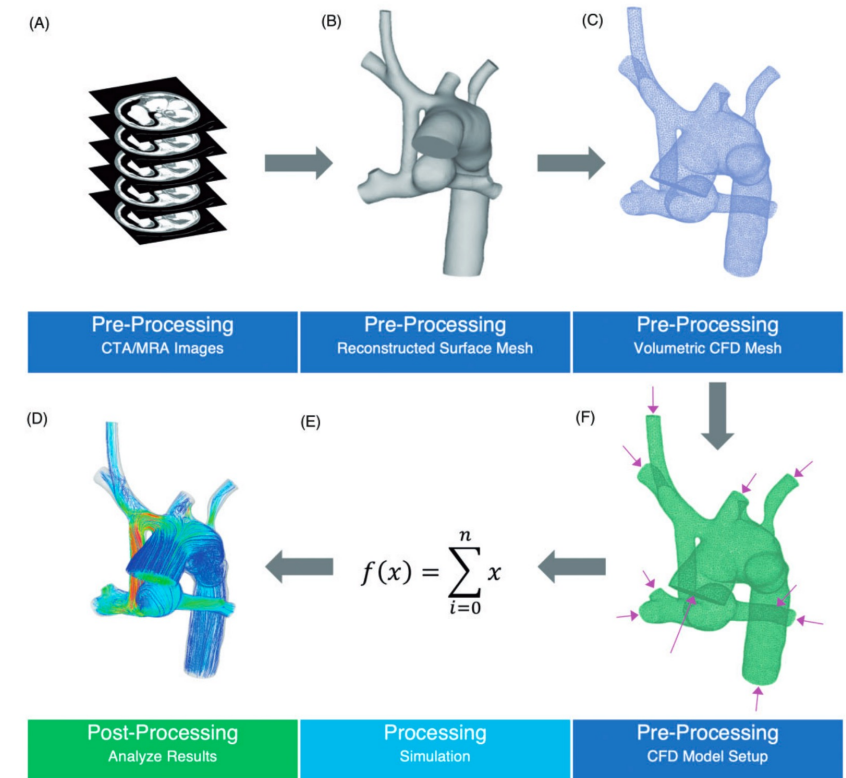 (A)
(B)
(C)
Pre-Processing
CTA/MRA Images
Pre-Processing
Reconstructed Surface Mesh
Pre-Processing
Volumetric CFD Mesh
(D)
(E)
(F)
n
f(x) = ∑ x
i=0
Post-Processing
Analyze Results
Processing
Simulation
Pre-Processing
CFD Model Setup